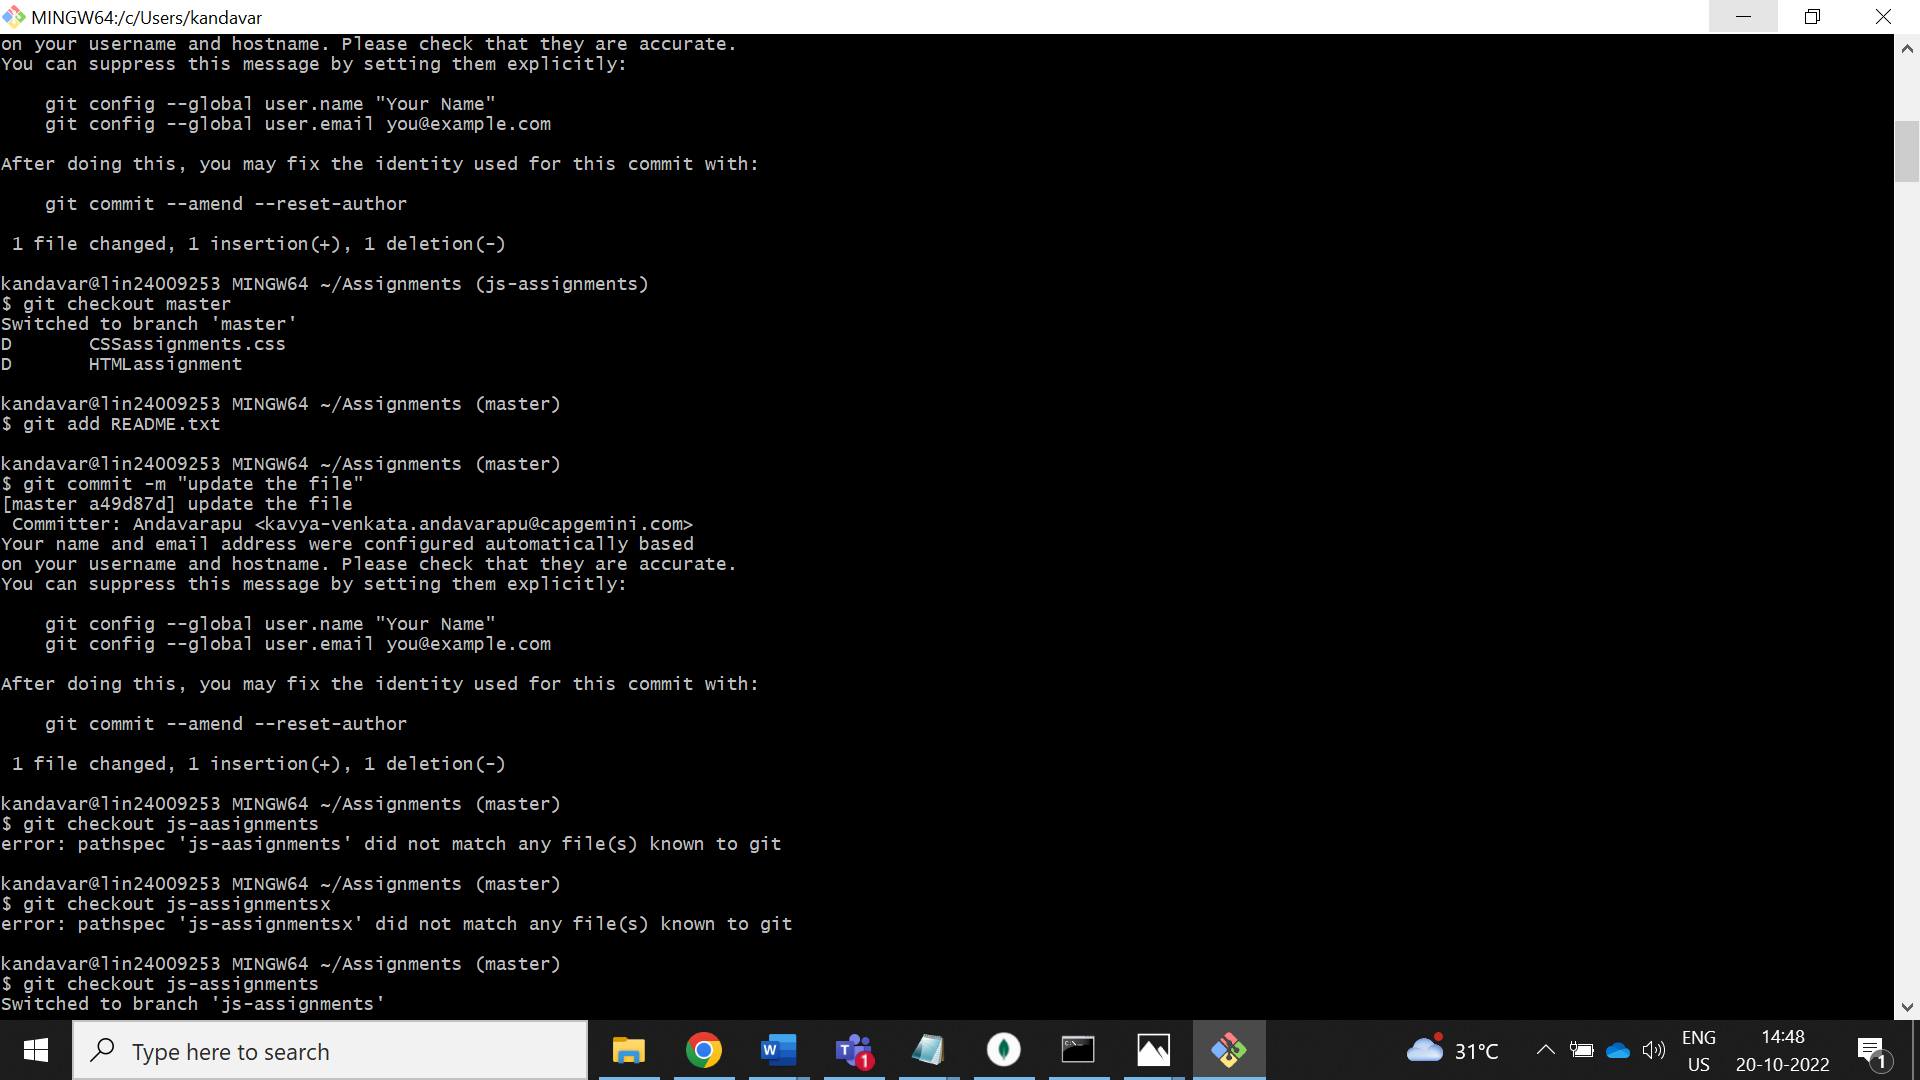 MINGW64:/c/Users/kandavar
on your username and hostname. Please check that they are accurate.
You can suppress this message by setting them explicitly:
git config --global user.name "Your Name"
git config --global user.email you@example.com
After doing this, you may fix the identity used for this commit with:
git commit --amend --reset-author
1 file changed, 1 insertion(+), 1 deletion(-)
kandavar@lin24009253 MINGW64 ~/Assignments (js-assignments)
$ git checkout master
Switched to branch 'master'
D       CSSassignments.css
D       HTMLassignment
kandavar@lin24009253 MINGW64 ~/Assignments (master)
$ git add README.txt
kandavar@lin24009253 MINGW64 ~/Assignments (master)
$ git commit -m "update the file"
[master a49d87d] update the file
Committer: Andavarapu <kavya-venkata.andavarapu@capgemini.com>
Your name and email address were configured automatically based
on your username and hostname. Please check that they are accurate.
You can suppress this message by setting them explicitly:
git config --global user.name "Your Name"
git config --global user.email you@example.com
After doing this, you may fix the identity used for this commit with:
git commit --amend --reset-author
1 file changed, 1 insertion(+), 1 deletion(-)
kandavar@lin24009253 MINGW64 ~/Assignments (master)
$ git checkout js-aasignments
error: pathspec 'js-aasignments' did not match any file(s) known to git
kandavar@lin24009253 MINGW64 ~/Assignments (master)
$ git checkout js-assignmentsx
error: pathspec 'js-assignmentsx' did not match any file(s) known to git
kandavar@lin24009253 MINGW64 ~/Assignments (master)
$ git checkout js-assignments
Switched to branch 'js-assignments'
Type here to search
W
T
1
C:\
31°C
ENG
US
14:48
20-10-2022
1